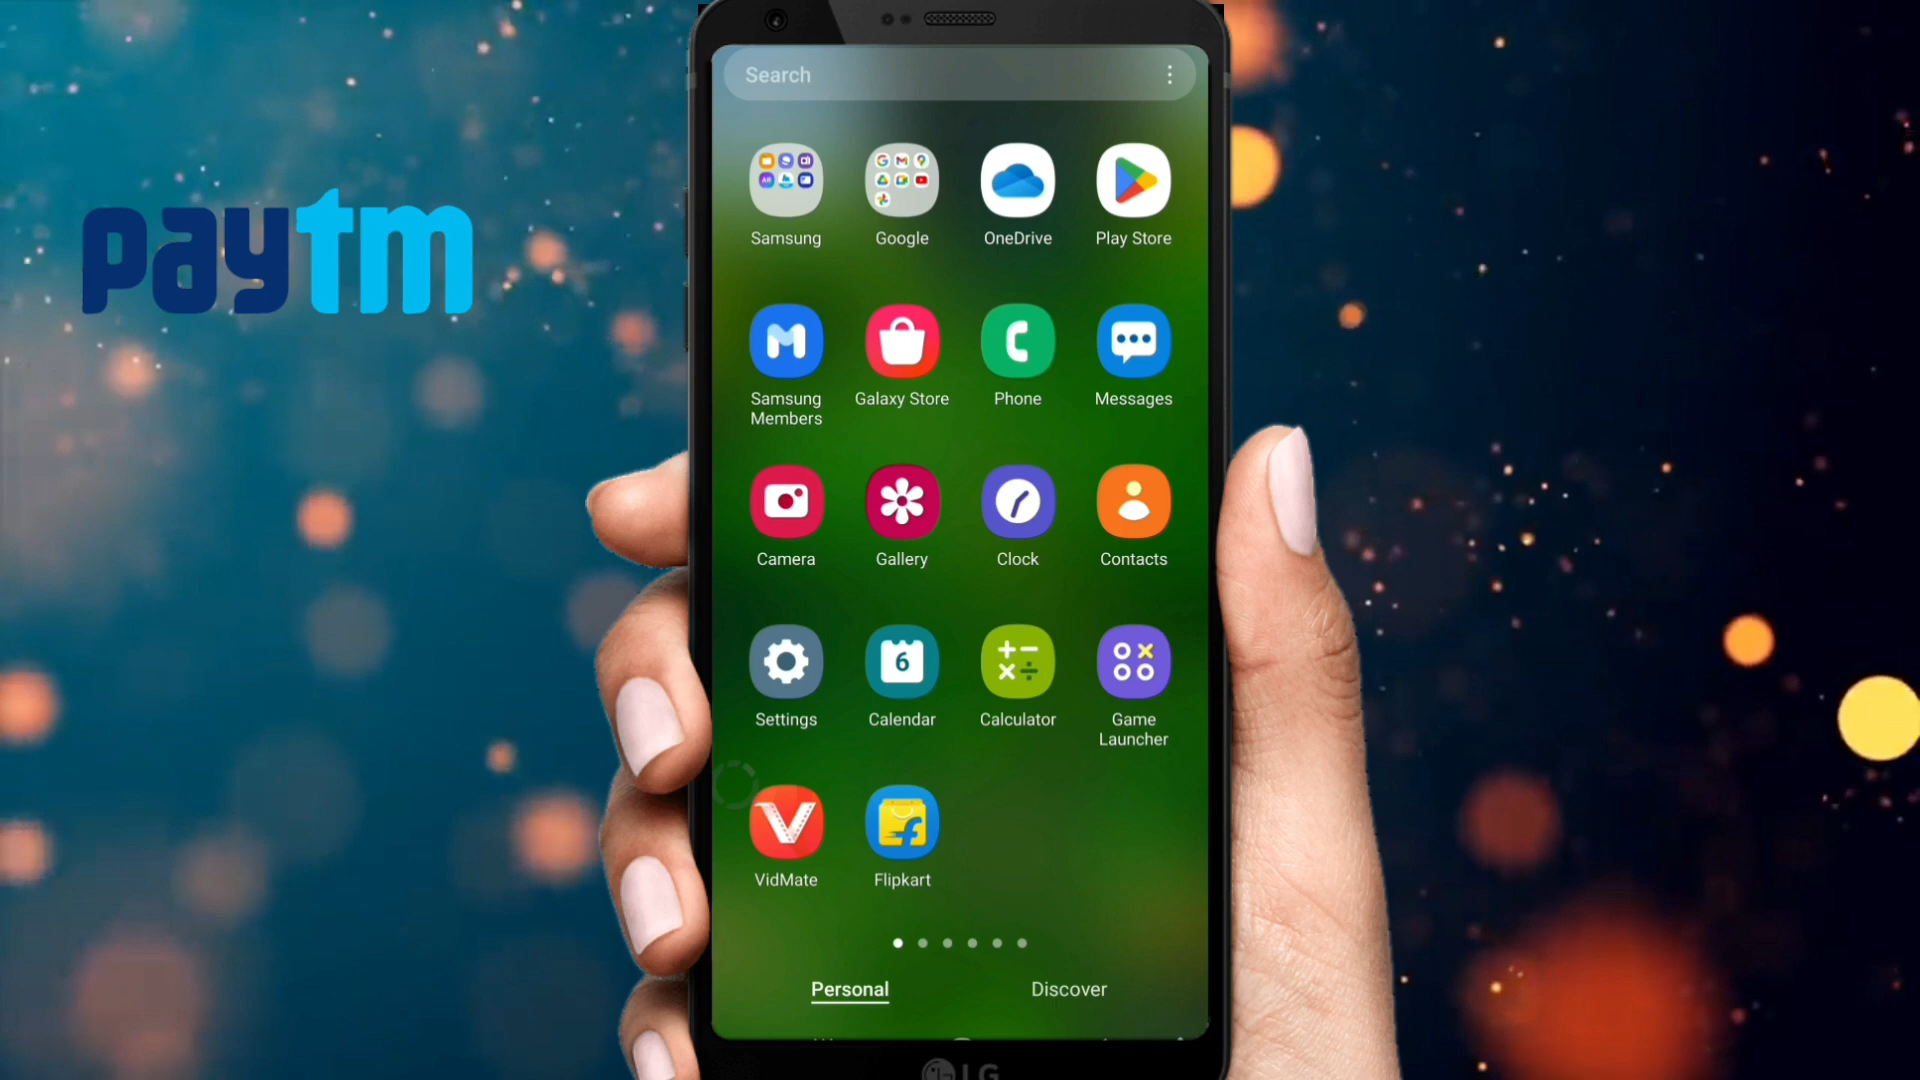 paytm
Search
Samsung
Google
OneDrive
Play Store
Samsung
Members
Galaxy Store
Phone
Messages
Camera
Gallery
Clock
Contacts
Settings
6
Calendar
Calculator
Game
Launcher
VidMate
Flipkart
Personal
Discover
LG